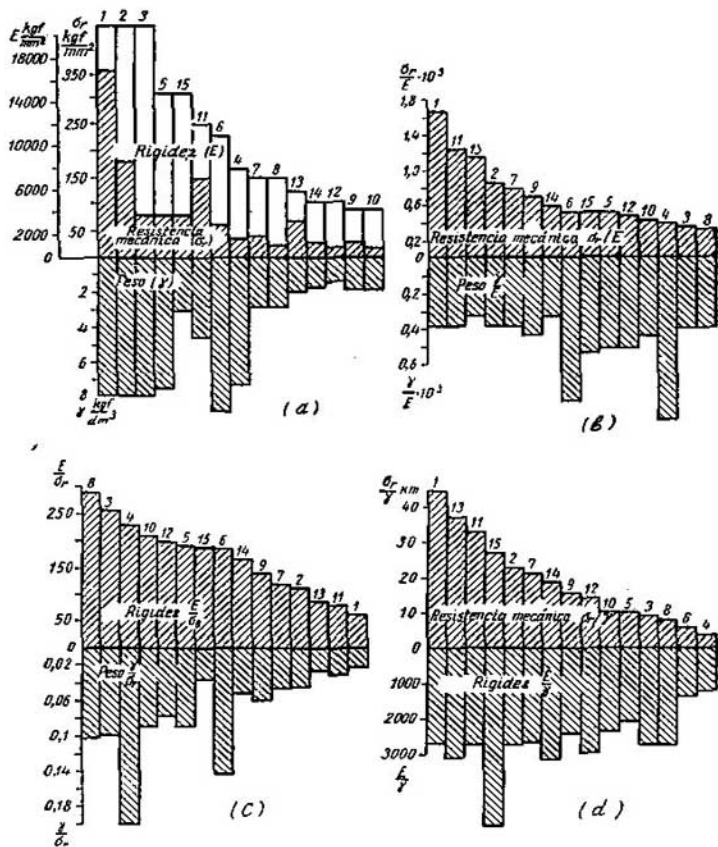 E kgf/mm²
σr kgf/mm²
1 2 3 5 15 11 6 4 7 8 13 14 12 9 10
18000
14000
10000
6000
2000
0
350
250
150
50
Rigidez (E)
Resistencia
mecánica (σr)
Peso (γ)
2
4
6
8
γ kgf/dm³
(a)
σr/E · 10³
1,8
1,4
1,0
0,6
0,2
0
0,2
0,4
0,6
1 11 13 2 7 9 14 6 15 5 12 10 4 3 8
Resistencia mecánica σr/E
Peso
γ/E · 10³
(b)
E/σr
250
150
50
0
0,02
0,06
0,1
0,14
0,18
8 3 4 10 12 5 15 6 14 9 7 2 13 11 1
Rigidez
Peso
γ/σr
(c)
σr/γ км
40
30
20
10
0
1000
2000
3000
1 13 11 15 2 7 14 9 12 10 5 3 8 6 4
Resistencia mecánica
Rigidez
E/γ
(d)